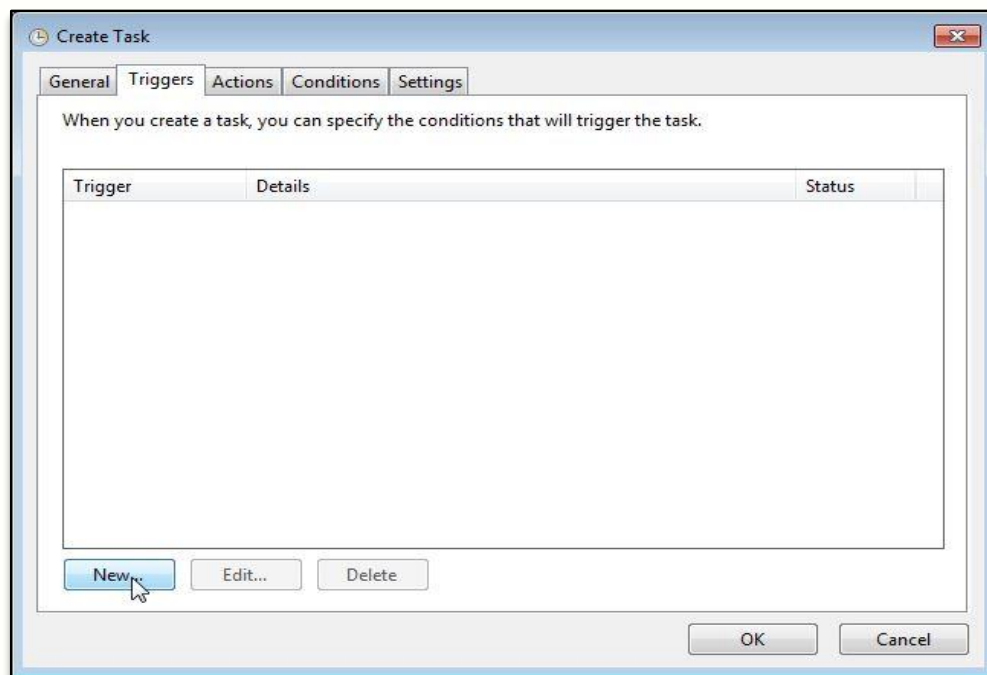 Create Task
General Triggers Actions Conditions Settings
When you create a task, you can specify the conditions that will trigger the task.
Trigger Details Status
New... Edit... Delete
OK Cancel